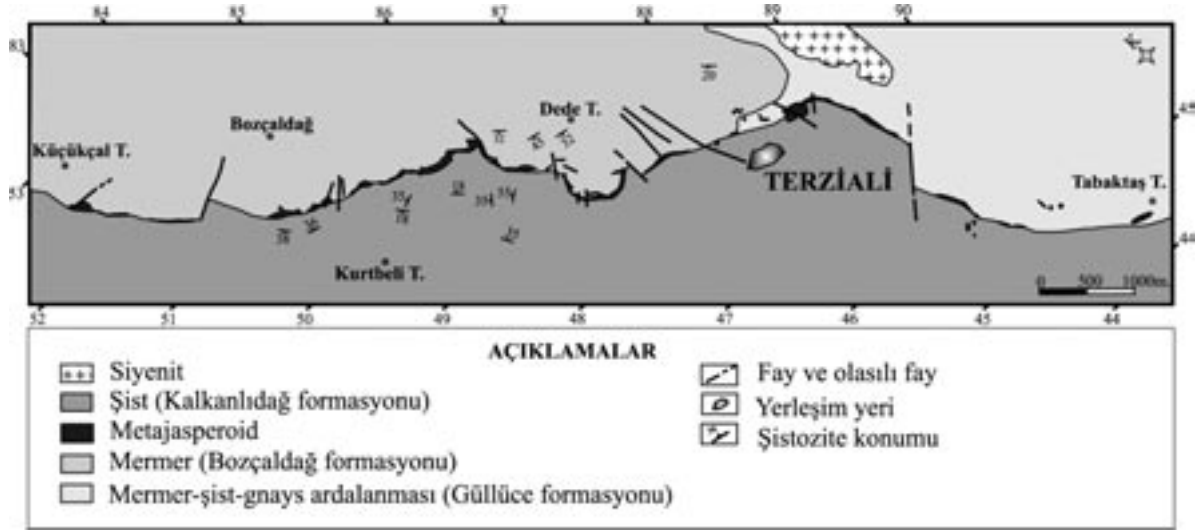 84 85 86 87 88 89 90
83
45
Dede T.
Bozçaldağ
Küçükçal T.
53
TERZİALİ
Tabaktaş T.
44
Kurtbeli T.
0 500 1000m.
52 51 50 49 48 47 46 45 44
AÇIKLAMALAR
Siyenit
Şist (Kalkanlıdağ formasyonu)
Metajasperoid
Mermer (Bozçaldağ formasyonu)
Mermer-şist-gnays ardalanması (Güllüce formasyonu)
Fay ve olasılı fay
Yerleşim yeri
Şistozite konumu